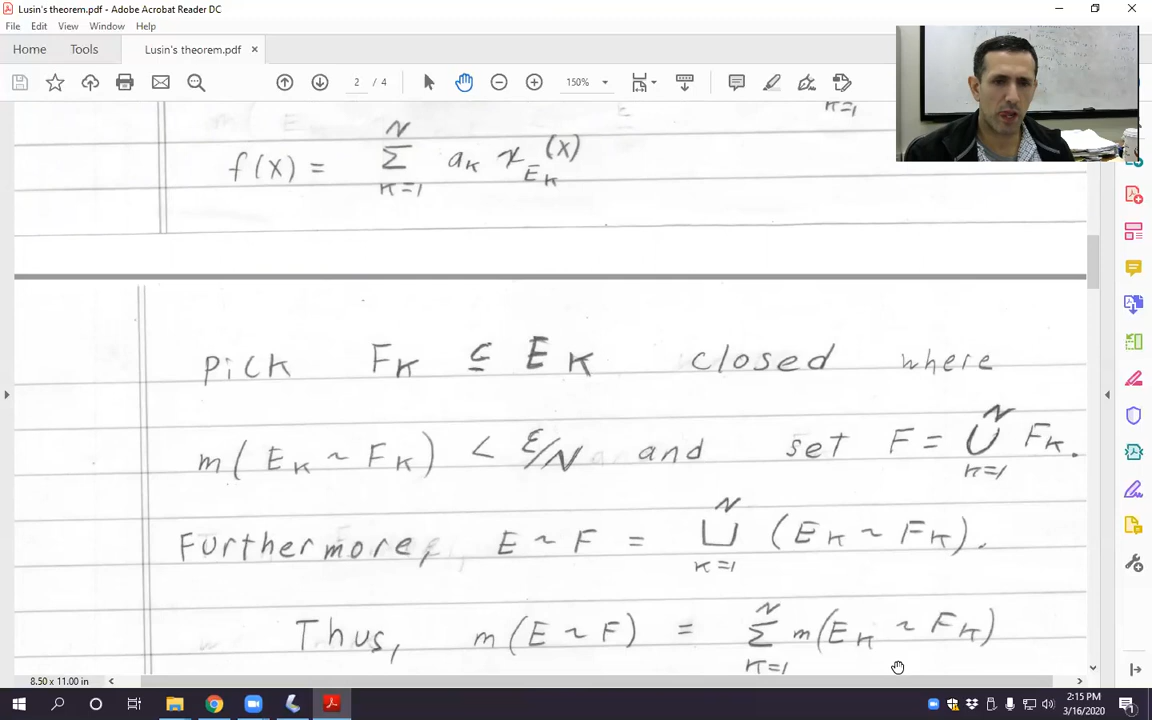 Lusin's theorem.pdf - Adobe Acrobat Reader DC
File Edit View Window Help
Home Tools Lusin's theorem.pdf ×
2 / 4 150%
K=1
f(x) = N Σ K=1 a_K χ_{E_K}(x)
Pick F_K ⊆ E_K closed where
m(E_K ~ F_K) < ε/N and set F = N ∪ K=1 F_K.
Furthermore, E ~ F = N ⊔ K=1 (E_K ~ F_K).
Thus, m(E ~ F) = N Σ K=1 m(E_K ~ F_K)
8.50 x 11.00 in
2:15 PM
3/16/2020